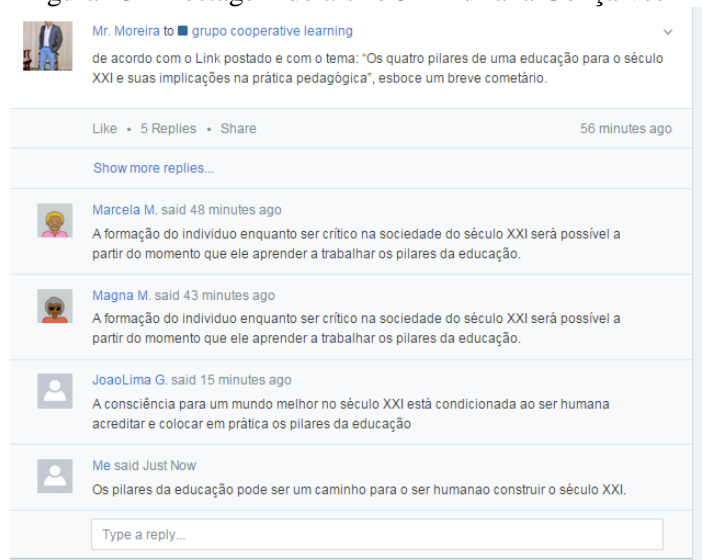 Mr. Moreira to grupo cooperative learning
de acordo com o Link postado e com o tema: "Os quatro pilares de uma educação para o século
XXI e suas implicações na prática pedagógica", esboce um breve cometário.
Like • 5 Replies • Share 56 minutes ago
Show more replies...
Marcela M. said 48 minutes ago
A formação do individuo enquanto ser crítico na sociedade do século XXI será possível a
partir do momento que ele aprender a trabalhar os pilares da educação.
Magna M. said 43 minutes ago
A formação do individuo enquanto ser crítico na sociedade do século XXI será possível a
partir do momento que ele aprender a trabalhar os pilares da educação.
JoaoLima G. said 15 minutes ago
A consciência para um mundo melhor no século XXI está condicionada ao ser humana
acreditar e colocar em prática os pilares da educação
Me said Just Now
Os pilares da educação pode ser um caminho para o ser humanao construir o século XXI.
Type a reply...